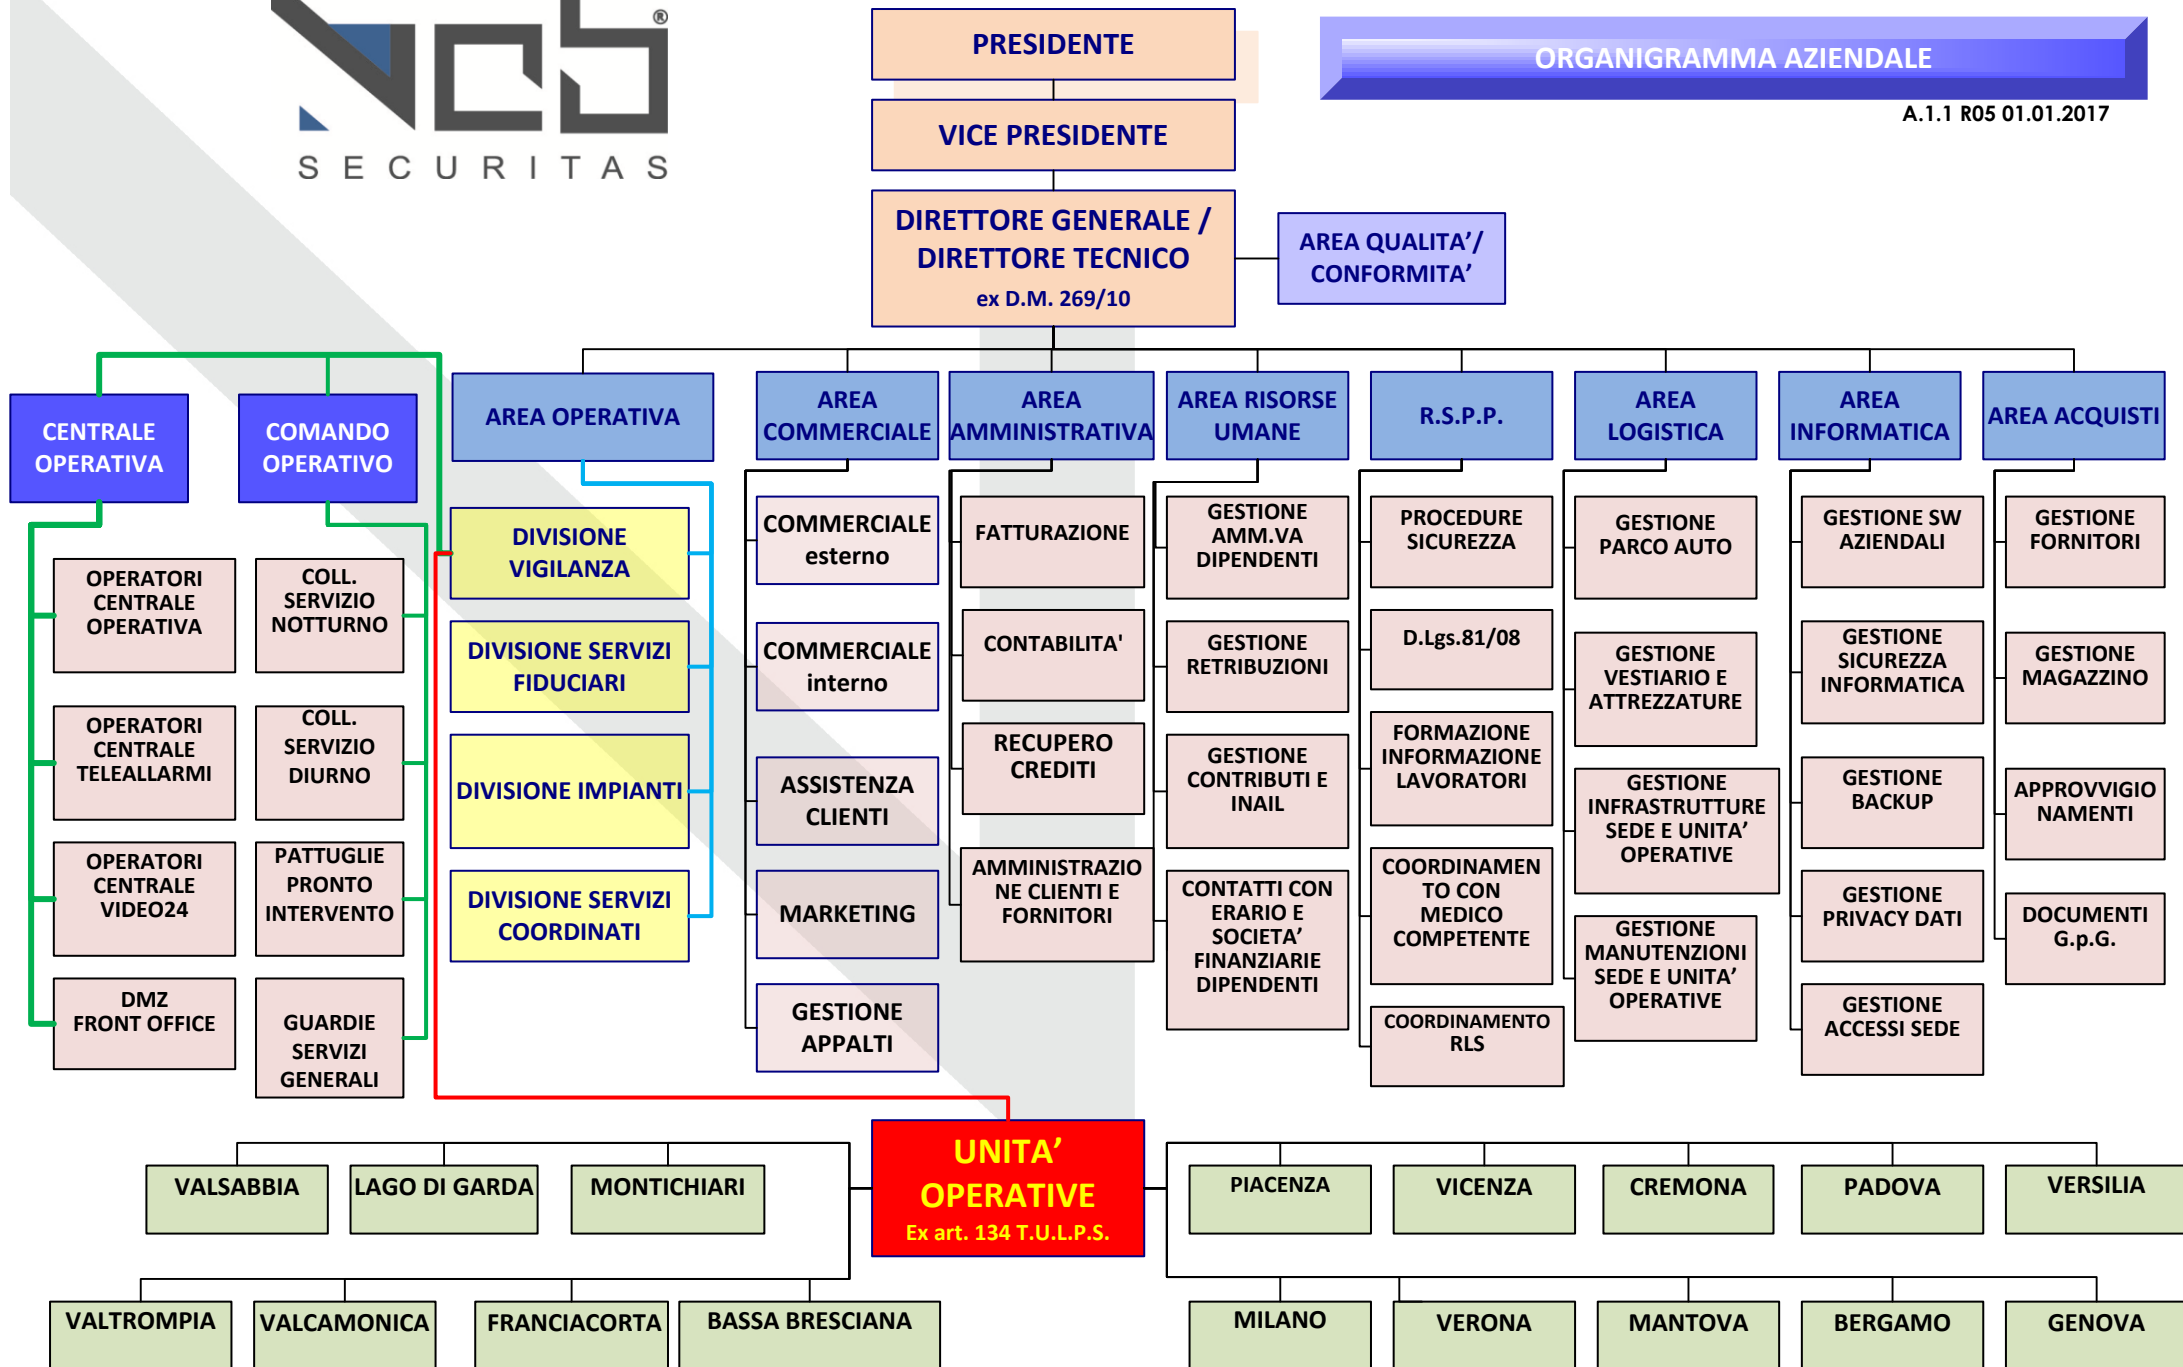 VCB
®
SECURITAS
ORGANIGRAMMA AZIENDALE
A.1.1 R05 01.01.2017
PRESIDENTE
VICE PRESIDENTE
DIRETTORE GENERALE /
DIRETTORE TECNICO
ex D.M. 269/10
AREA QUALITA’/
CONFORMITA’
CENTRALE
OPERATIVA
COMANDO
OPERATIVO
AREA OPERATIVA
AREA
COMMERCIALE
AREA
AMMINISTRATIVA
AREA RISORSE
UMANE
R.S.P.P.
AREA
LOGISTICA
AREA
INFORMATICA
AREA ACQUISTI
OPERATORI
CENTRALE
OPERATIVA
OPERATORI
CENTRALE
TELEALLARMI
OPERATORI
CENTRALE
VIDEO24
DMZ
FRONT OFFICE
COLL.
SERVIZIO
NOTTURNO
COLL.
SERVIZIO
DIURNO
PATTUGLIE
PRONTO
INTERVENTO
GUARDIE
SERVIZI
GENERALI
DIVISIONE
VIGILANZA
DIVISIONE SERVIZI
FIDUCIARI
DIVISIONE IMPIANTI
DIVISIONE SERVIZI
COORDINATI
COMMERCIALE
esterno
COMMERCIALE
interno
ASSISTENZA
CLIENTI
MARKETING
GESTIONE
APPALTI
FATTURAZIONE
CONTABILITA'
RECUPERO
CREDITI
AMMINISTRAZIO
NE CLIENTI E
FORNITORI
GESTIONE
AMM.VA
DIPENDENTI
GESTIONE
RETRIBUZIONI
GESTIONE
CONTRIBUTI E
INAIL
CONTATTI CON
ERARIO E
SOCIETA’
FINANZIARIE
DIPENDENTI
PROCEDURE
SICUREZZA
D.Lgs.81/08
FORMAZIONE
INFORMAZIONE
LAVORATORI
COORDINAMEN
TO CON
MEDICO
COMPETENTE
COORDINAMENTO
RLS
GESTIONE
PARCO AUTO
GESTIONE
VESTIARIO E
ATTREZZATURE
GESTIONE
INFRASTRUTTURE
SEDE E UNITA’
OPERATIVE
GESTIONE
MANUTENZIONI
SEDE E UNITA’
OPERATIVE
GESTIONE SW
AZIENDALI
GESTIONE
SICUREZZA
INFORMATICA
GESTIONE
BACKUP
GESTIONE
PRIVACY DATI
GESTIONE
ACCESSI SEDE
GESTIONE
FORNITORI
GESTIONE
MAGAZZINO
APPROVVIGIO
NAMENTI
DOCUMENTI
G.p.G.
UNITA’
OPERATIVE
Ex art. 134 T.U.L.P.S.
VALSABBIA
LAGO DI GARDA
MONTICHIARI
PIACENZA
VICENZA
CREMONA
PADOVA
VERSILIA
VALTROMPIA
VALCAMONICA
FRANCIACORTA
BASSA BRESCIANA
MILANO
VERONA
MANTOVA
BERGAMO
GENOVA